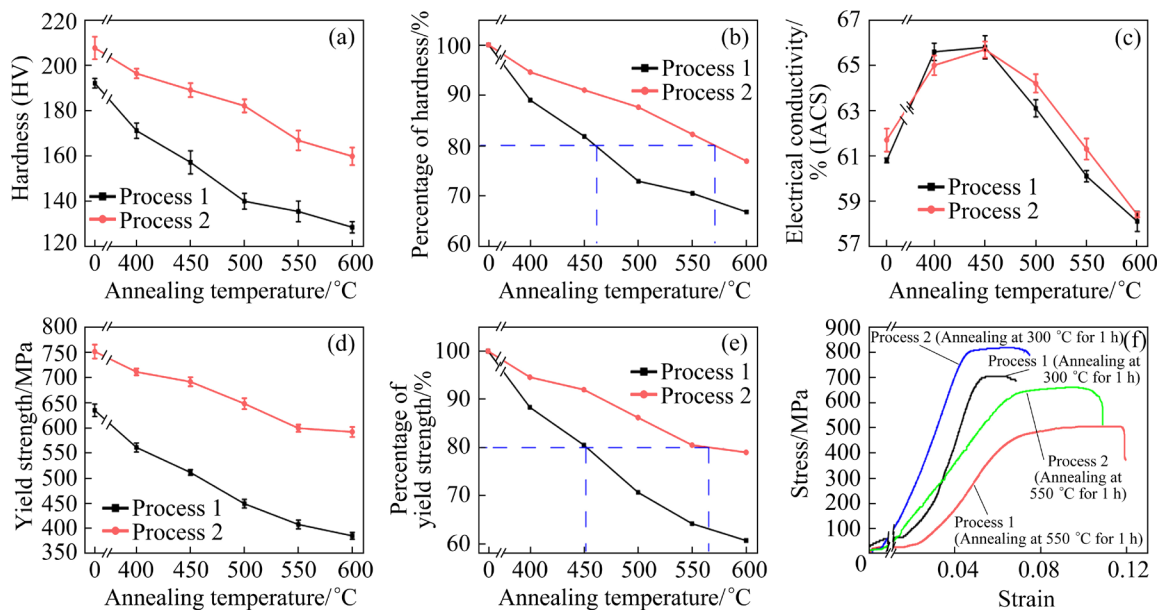 (a)
Hardness (HV)
220
200
180
160
140
120
Process 1
Process 2
0 400 450 500 550 600
Annealing temperature/°C
(b)
Percentage of hardness/%
100
90
80
70
60
Process 1
Process 2
0 400 450 500 550 600
Annealing temperature/°C
(c)
Electrical conductivity/
% (IACS)
67
65
63
61
59
57
Process 1
Process 2
0 400 450 500 550 600
Annealing temperature/°C
(d)
Yield strength/MPa
800
750
700
650
600
550
500
450
400
350
Process 1
Process 2
0 400 450 500 550 600
Annealing temperature/°C
(e)
Percentage of
yield strength/%
100
90
80
70
60
Process 1
Process 2
0 400 450 500 550 600
Annealing temperature/°C
(f)
Stress/MPa
900
800
700
600
500
400
300
200
100
0
Process 2 (Annealing at 300 °C for 1 h)
Process 1 (Annealing at
300 °C for 1 h)
Process 2
(Annealing at
550 °C for 1 h)
Process 1
(Annealing at 550 °C for 1 h)
0.04 0.08 0.12
Strain